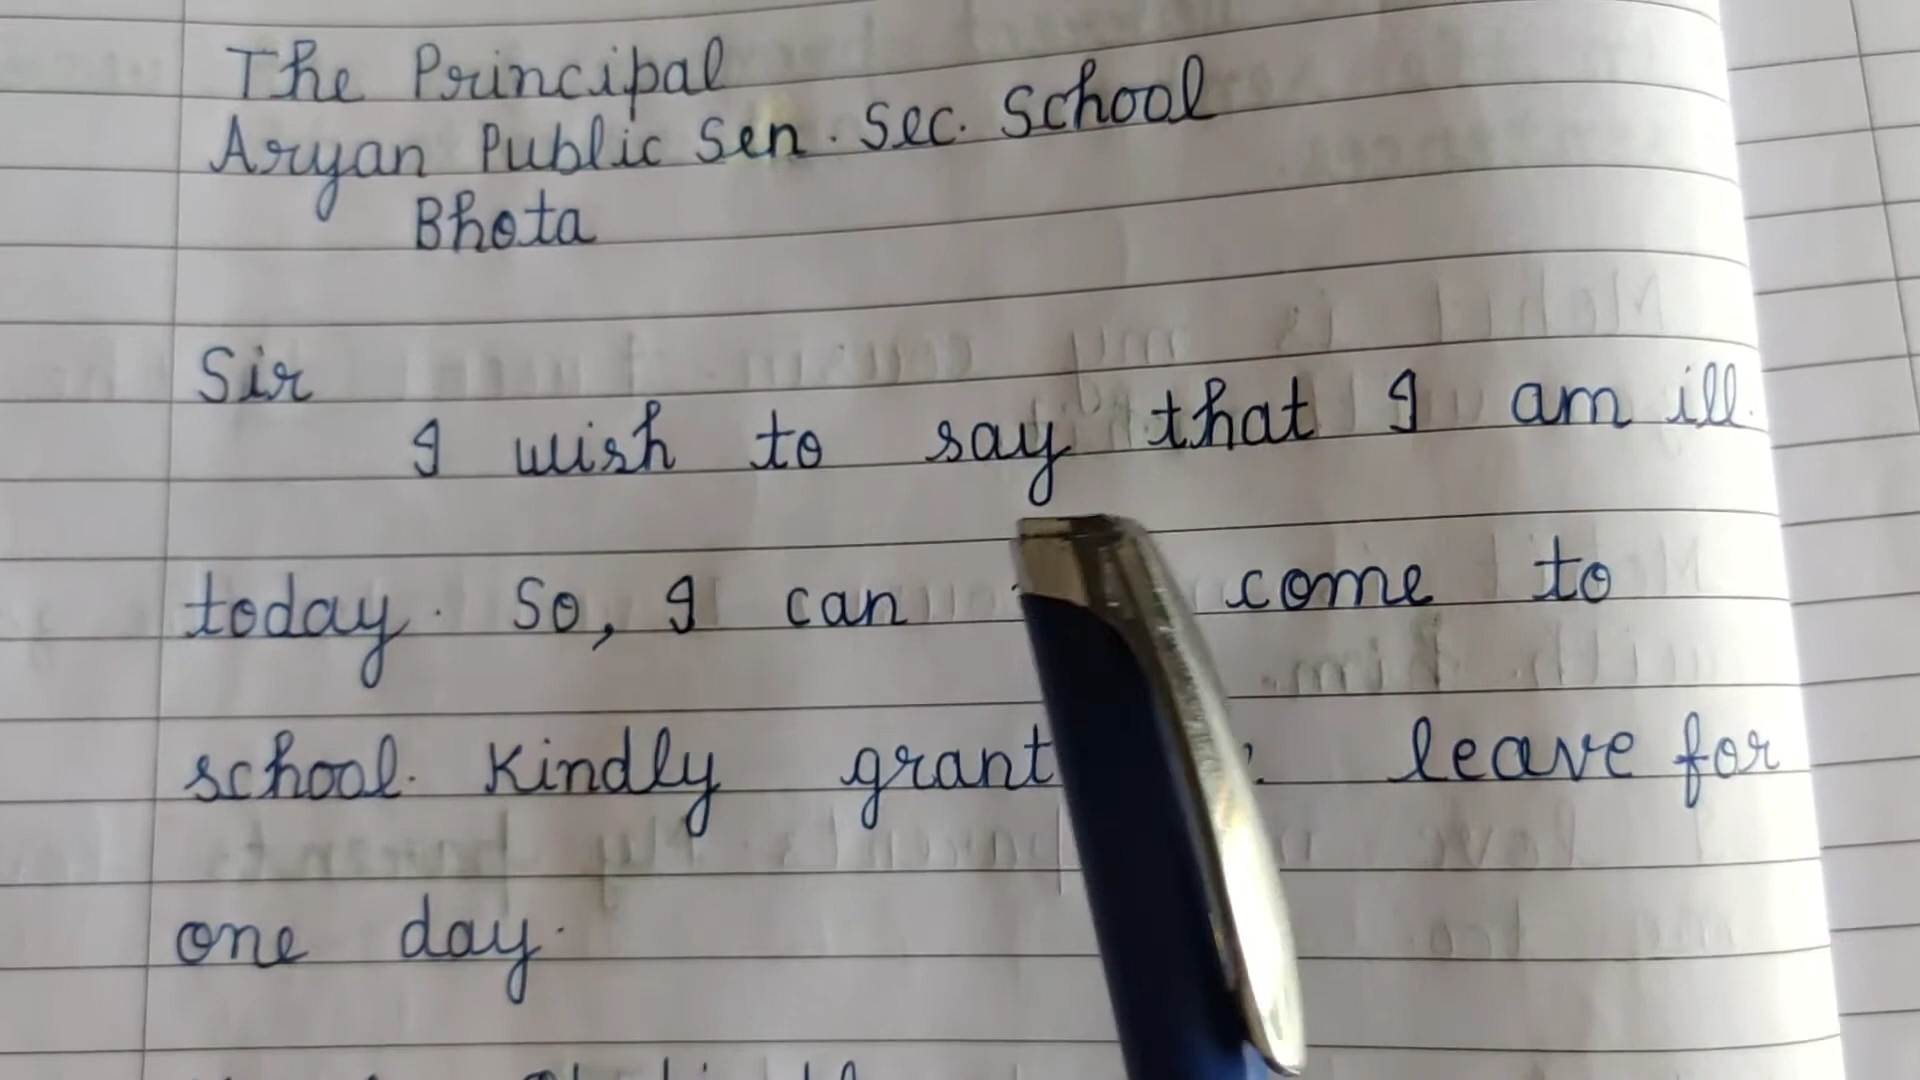 The Principal
Aryan Public Sen. Sec. School
Bhota
Sir
I wish to say that I am ill
today. So, I can come to
school. Kindly grant leave for
one day.